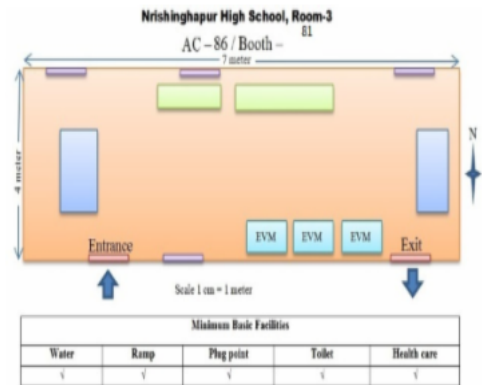 Nrishinghapur High School, Room-3
81
AC – 86 / Booth –
7 meter
4 meter
N
EVM EVM EVM
Entrance
Exit
Scale 1 cm = 1 meter
Minimum Basic Facilities
Water Ramp Plug point Toilet Health care
√ √ √ √ √